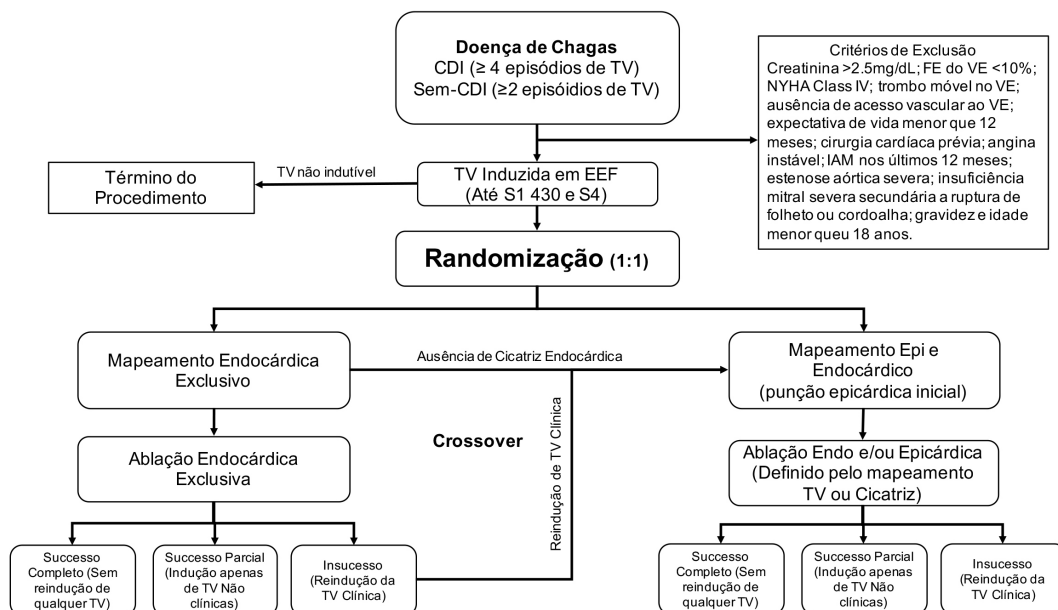 Doença de Chagas
CDI (≥ 4 episódios de TV)
Sem-CDI (≥2 episóidios de TV)
Critérios de Exclusão
Creatinina >2.5mg/dL; FE do VE <10%;
NYHA Class IV; trombo móvel no VE;
ausência de acesso vascular ao VE;
expectativa de vida menor que 12
meses; cirurgia cardíaca prévia; angina
instável; IAM nos últimos 12 meses;
estenose aórtica severa; insuficiência
mitral severa secundária a ruptura de
folheto ou cordoalha; gravidez e idade
menor queu 18 anos.
TV não indutível
Término do
Procedimento
TV Induzida em EEF
(Até S1 430 e S4)
Randomização (1:1)
Mapeamento Endocárdica
Exclusivo
Ausência de Cicatriz Endocárdica
Mapeamento Epi e
Endocárdico
(punção epicárdica inicial)
Crossover
Reindução de TV Clínica
Ablação Endocárdica
Exclusiva
Ablação Endo e/ou Epicárdica
(Definido pelo mapeamento
TV ou Cicatriz)
Successo
Completo (Sem
reindução de
qualquer TV)
Successo Parcial
(Indução apenas
de TV Não
clínicas)
Insucesso
(Reindução da
TV Clínica)
Successo
Completo (Sem
reindução de
qualquer TV)
Successo Parcial
(Indução apenas
de TV Não
clínicas)
Insucesso
(Reindução da
TV Clínica)